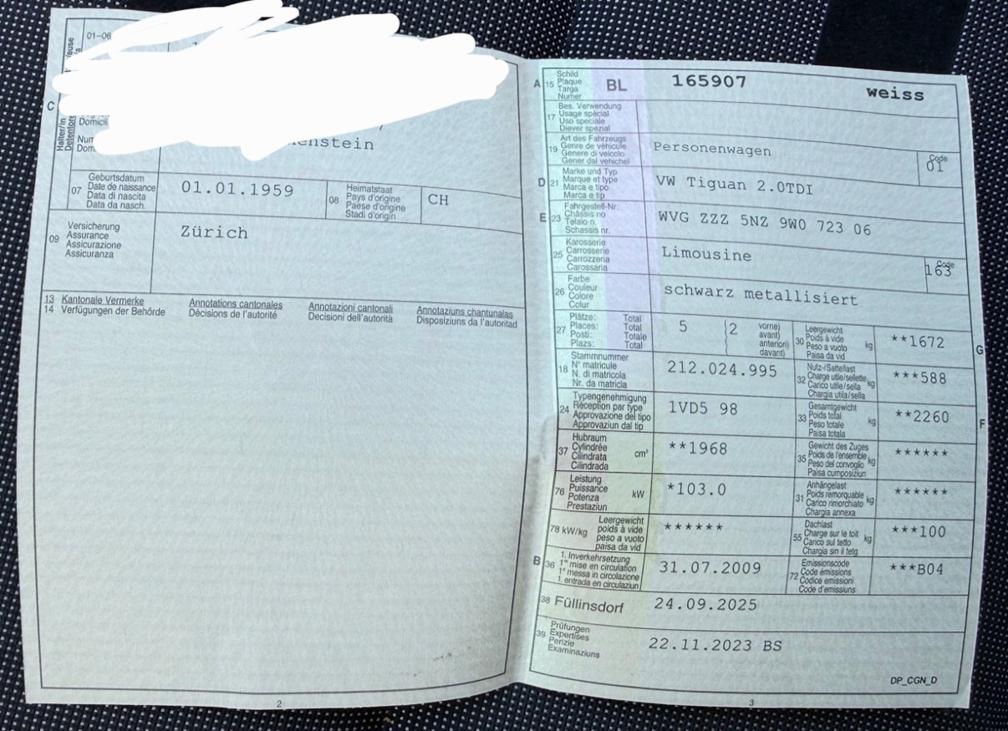 01-06
C
Halter/in
Domicil
07
Geburtsdatum
Date de naissance
Data di nascita
Data da nasch.
01.01.1959
08
Heimatstaat
Pays d'origine
Paese d'origine
Stadi d'origin
CH
09
Versicherung
Assurance
Assicurazione
Assicuranza
Zürich
13 Kantonale Vermerke Annotations cantonales Annotazioni cantonali Annotaziuns chantunalas
14 Verfügungen der Behörde Décisions de l'autorité Decisioni dell'autorità Disposiziuns da l'autoritad
2
A 15
Schild
Plaque
Targa
Numer
BL 165907 weiss
17
Bes. Verwendung
Usage spécial
Uso speciale
Diever spezial
19
Art des Fahrzeugs
Genre de véhicule
Genere di veicolo
Gener dal vehichel
Personenwagen
Code
01
D 21
Marke und Typ
Marque et type
Marca e tipo
Marca e tip
VW Tiguan 2.0TDI
E 23
Fahrgestell-Nr.
Châssis no
Telaio n.
Schassis nr.
WVG ZZZ 5NZ 9W0 723 06
25
Karosserie
Carrosserie
Carrozzeria
Carossaria
Limousine
Code
163
26
Farbe
Couleur
Colore
Colur
schwarz metallisiert
27
Plätze: Total
Places: Total
Posti: Totale
Plazs: Total
5
2
vorne)
avant)
anteriori)
davant)
30
Leergewicht
Poids à vide
Peso a vuoto
Paisa da vid
kg
**1672
G
18
Stammnummer
N° matricule
N. di matricola
Nr. da matricla
212.024.995
32
Nutz-/Sattellast
Charge utile/sellette
Carico utile/sella
Chargia utila/sella
kg
***588
24
Typengenehmigung
Réception par type
Approvazione del tipo
Approvaziun dal tip
1VD5 98
33
Gesamtgewicht
Poids total
Peso totale
Paisa totala
kg
**2260
F
37
Hubraum
Cylindrée
Cilindrata
Cilindrada
cm³
**1968
35
Gewicht des Zuges
Poids de l'ensemble
Peso del convoglio
Paisa cumposiziun
kg
******
76
Leistung
Puissance
Potenza
Prestaziun
kW
*103.0
31
Anhängelast
Poids remorquable
Carico rimorchiato
Chargia annexa
kg
******
78 kW/kg
Leergewicht
poids à vide
peso a vuoto
paisa da vid
******
55
Dachlast
Charge sur le toit
Carico sul tetto
Chargia sin il tetg
kg
***100
B 36
1. Inverkehrsetzung
1re mise en circulation
1a messa in circolazione
1. entrada en circulaziun
31.07.2009
72
Emissionscode
Code émissions
Codice emissioni
Code d'emissiuns
***B04
38 Füllinsdorf 24.09.2025
39
Prüfungen
Expertises
Perizie
Examinaziuns
22.11.2023 BS
DP_CGN_D
3